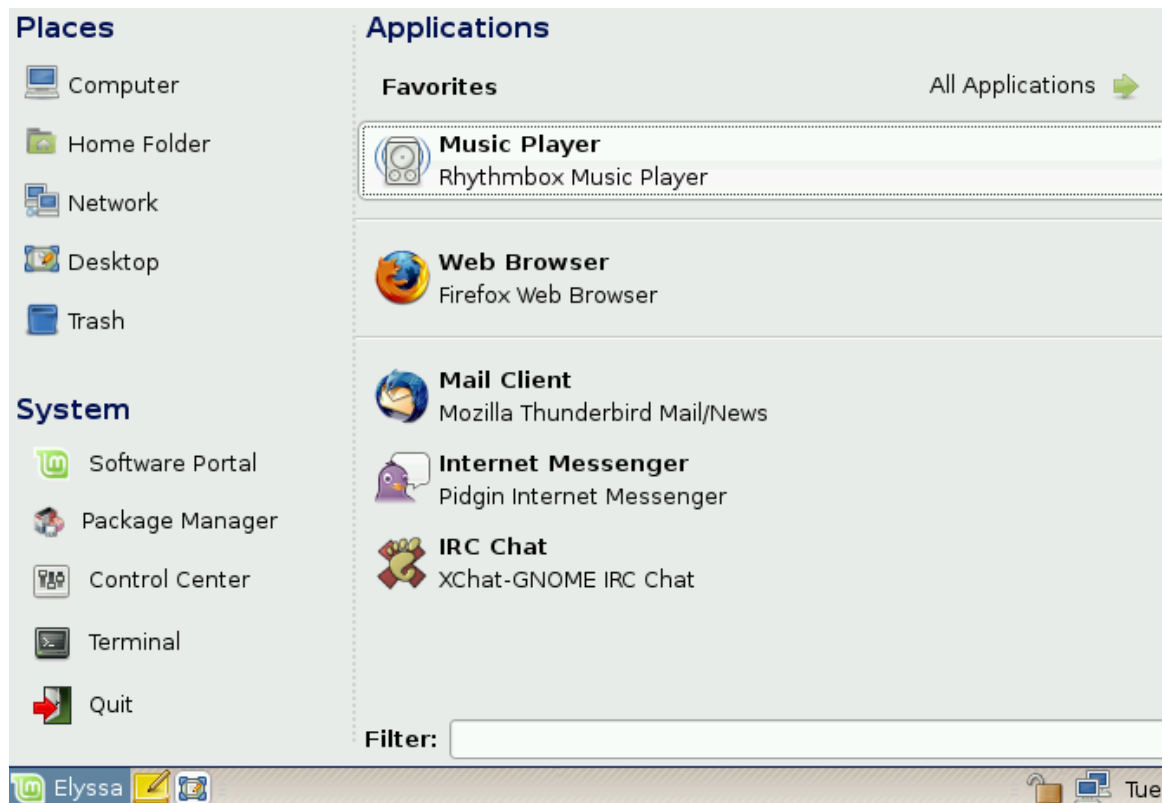 Places
Computer
Home Folder
Network
Desktop
Trash
System
Software Portal
Package Manager
Control Center
Terminal
Quit
Applications
Favorites
All Applications
Music Player
Rhythmbox Music Player
Web Browser
Firefox Web Browser
Mail Client
Mozilla Thunderbird Mail/News
Internet Messenger
Pidgin Internet Messenger
IRC Chat
XChat-GNOME IRC Chat
Filter:
Elyssa
Tue